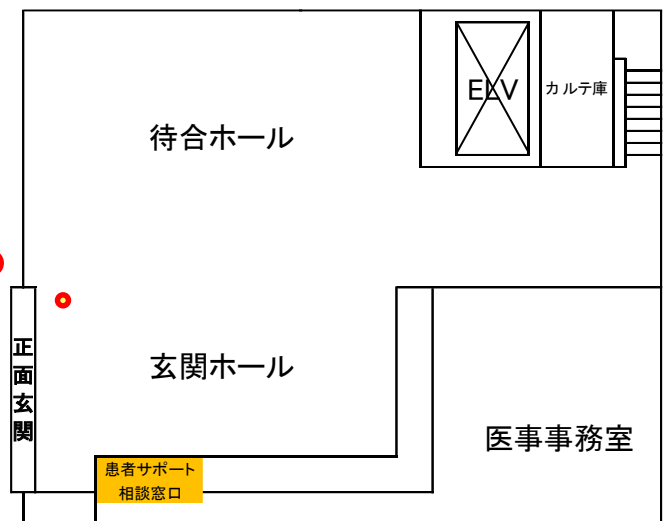 ELV
カルテ庫
待合ホール
正面玄関
玄関ホール
医事事務室
患者サポート
相談窓口